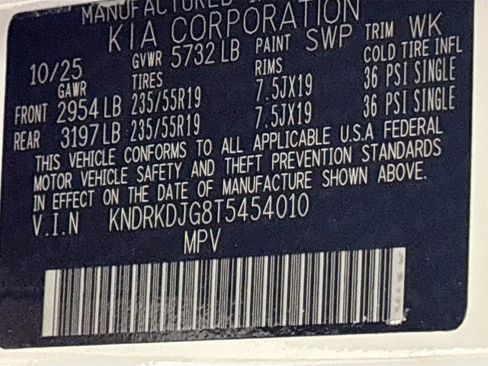 MANUFACTURED
KIA CORPORATION
10/25 GVWR 5732 LB PAINT SWP TRIM WK
GAWR TIRES RIMS COLD TIRE INFL
FRONT 2954 LB 235/55R19 7.5JX19 36 PSI SINGLE
REAR 3197 LB 235/55R19 7.5JX19 36 PSI SINGLE
THIS VEHICLE CONFORMS TO ALL APPLICABLE U.S.A FEDERAL
MOTOR VEHICLE SAFETY AND THEFT PREVENTION STANDARDS
IN EFFECT ON THE DATE OF MANUFACTURE SHOWN ABOVE.
V.I.N KNDRKDJG8T5454010
MPV